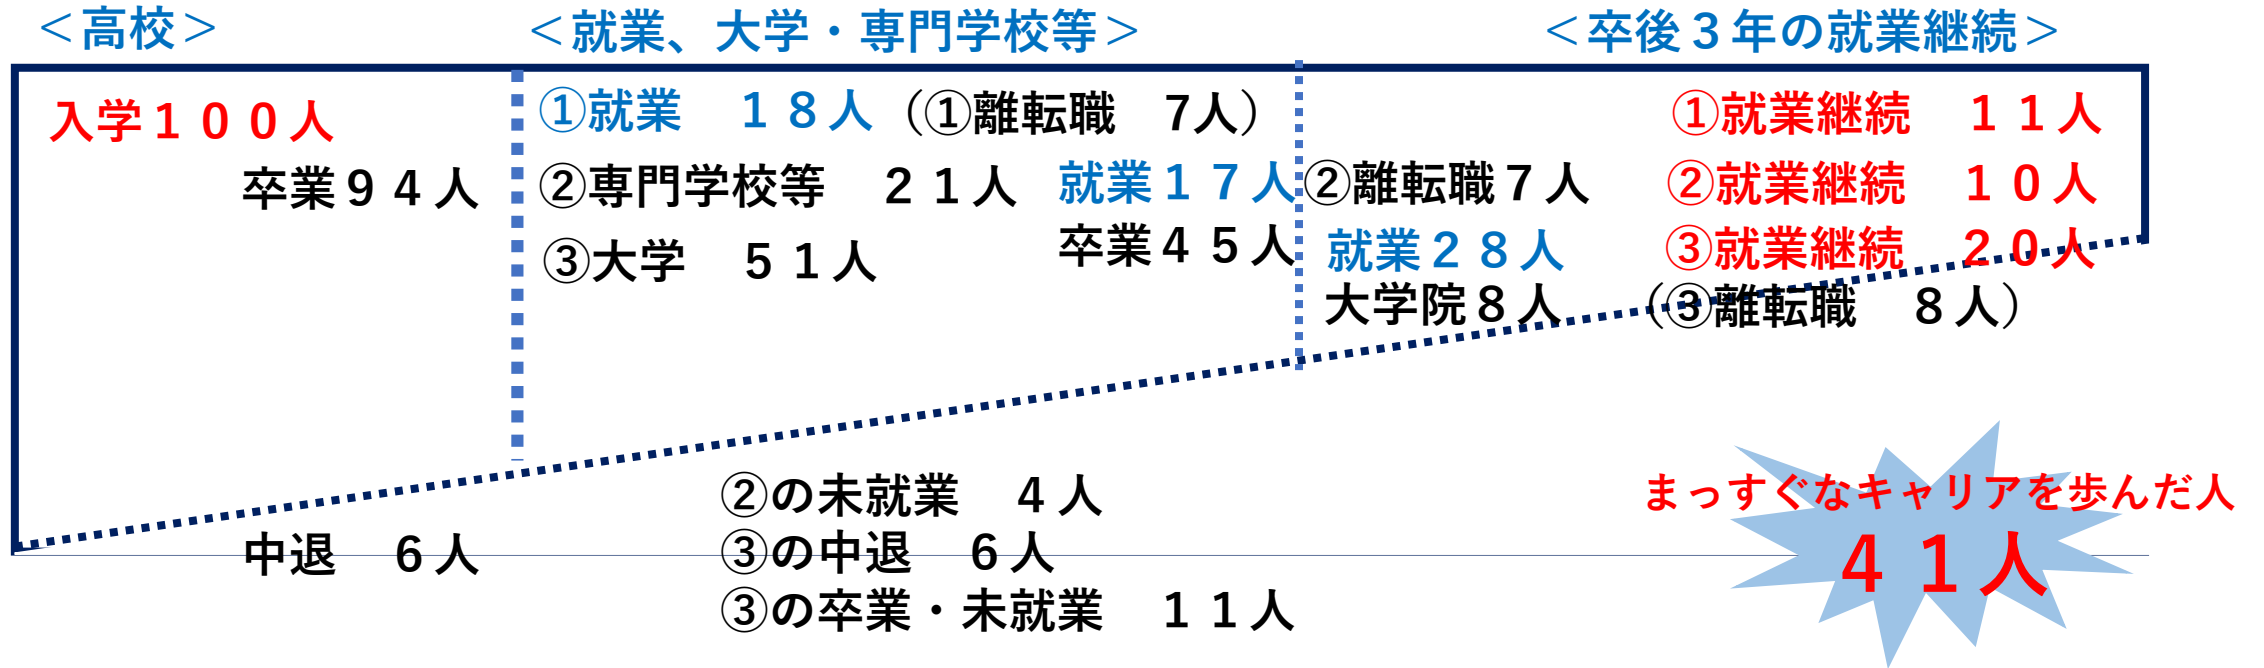 ＜高校＞
＜就業、大学・専門学校等＞
＜卒後３年の就業継続＞
入学１００人
卒業９４人
中退　６人
①就業　１８人（①離転職　7人）
②専門学校等　２１人
就業１７人
③大学　５１人
卒業４５人
②の未就業　４人
③の中退　６人
③の卒業・未就業　１１人
②離転職７人
就業２８人
大学院８人
①就業継続　１１人
②就業継続　１０人
③就業継続　２０人
（③離転職　８人）
まっすぐなキャリアを歩んだ人
４１人